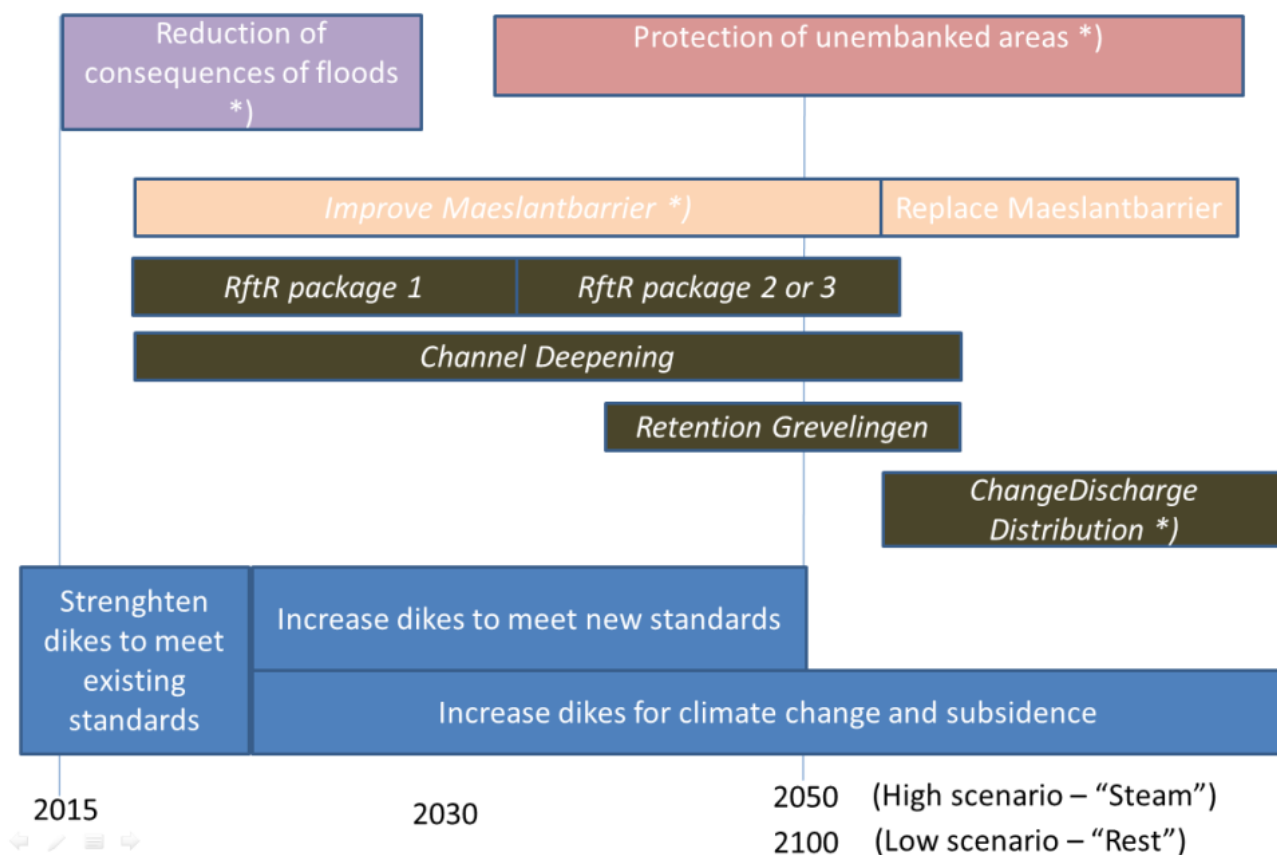 Reduction of
consequences of floods
*)
Protection of unembanked areas *)
Improve Maeslantbarrier *)
Replace Maeslantbarrier
RftR package 1
RftR package 2 or 3
Channel Deepening
Retention Grevelingen
ChangeDischarge
Distribution *)
Strenghten
dikes to meet
existing
standards
Increase dikes to meet new standards
Increase dikes for climate change and subsidence
2015
2030
2050 (High scenario – “Steam”)
2100 (Low scenario – “Rest”)